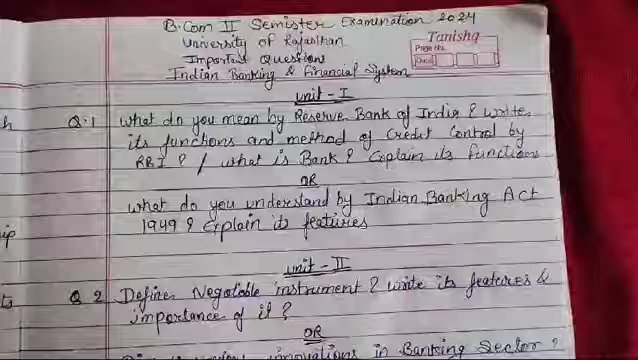 B.Com II Semister Examination 2024
University of Rajasthan
Important Questions
Indian Banking & Financial System
Tanishq
Page No.
Date
Unit - I
Q.1 What do you mean by Reserve Bank of India? Write
its functions and method of Credit Control by
RBI? / What is Bank? Explain its functions
OR
What do you understand by Indian Banking Act
1949? Explain its features
Unit - II
Q 2 Define Negotiable instrument? write its features &
importance of it?
OR
innovations in Banking Sector?